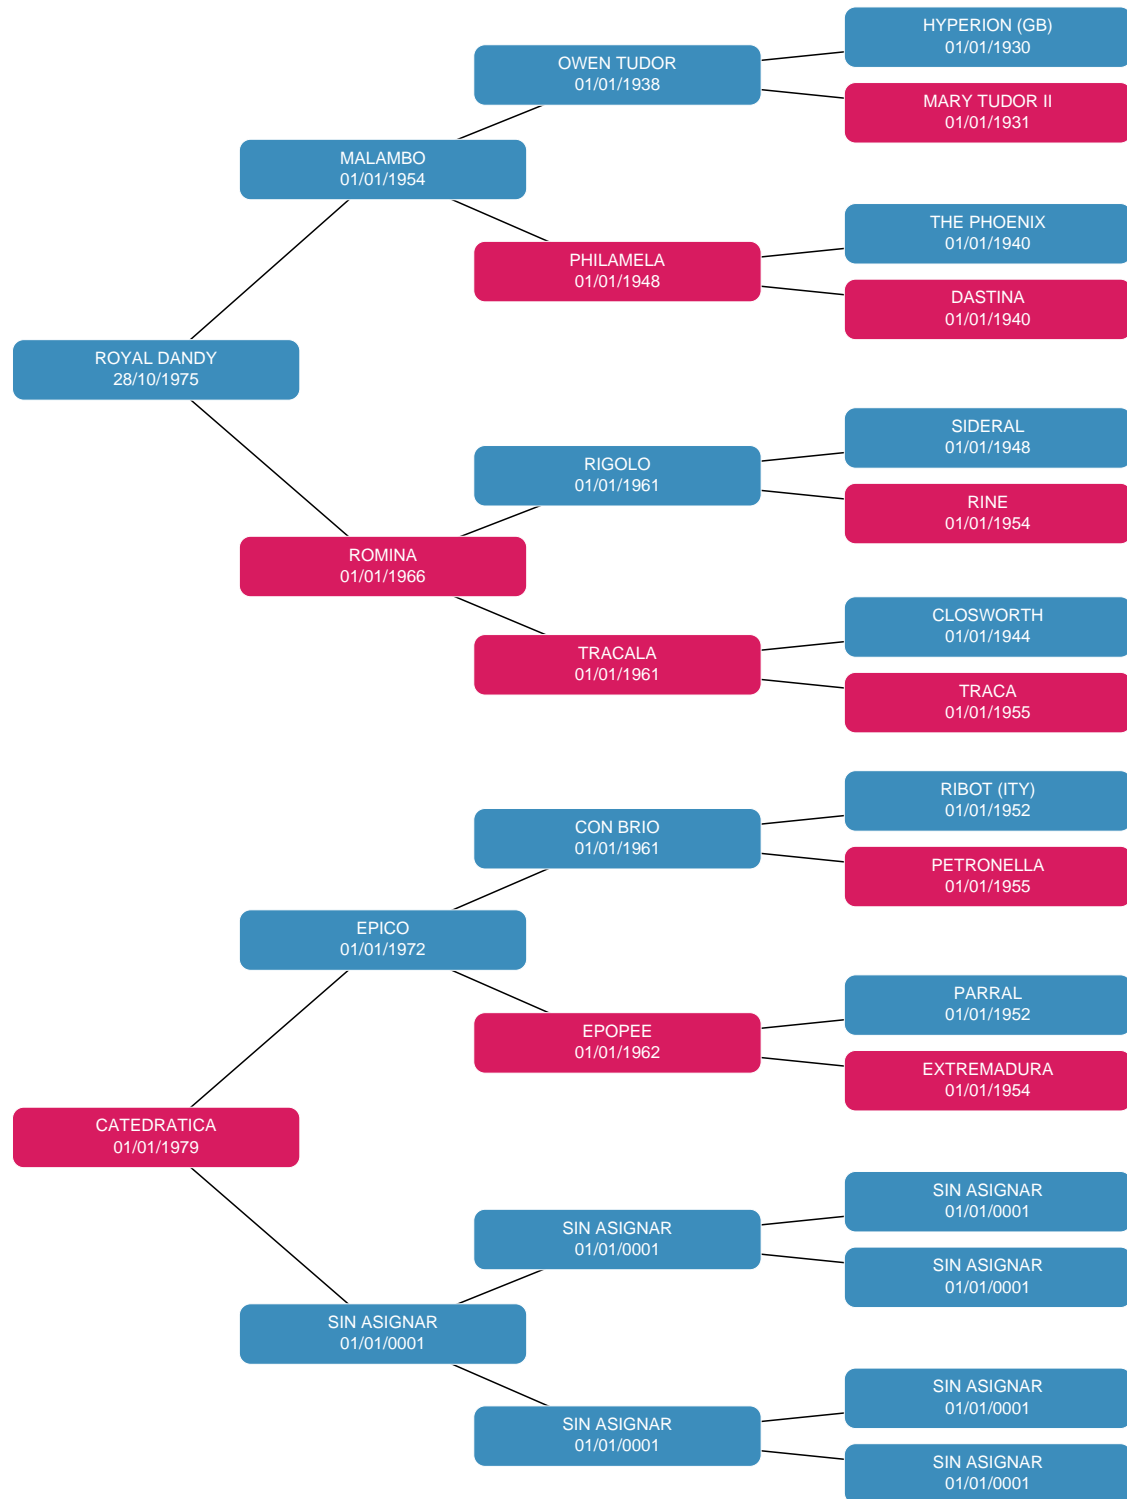 HYPERION (GB)
01/01/1930
OWEN TUDOR
01/01/1938
MARY TUDOR II
01/01/1931
MALAMBO
01/01/1954
THE PHOENIX
01/01/1940
PHILAMELA
01/01/1948
DASTINA
01/01/1940
ROYAL DANDY
28/10/1975
SIDERAL
01/01/1948
RIGOLO
01/01/1961
RINE
01/01/1954
ROMINA
01/01/1966
CLOSWORTH
01/01/1944
TRACALA
01/01/1961
TRACA
01/01/1955
RIBOT (ITY)
01/01/1952
CON BRIO
01/01/1961
PETRONELLA
01/01/1955
EPICO
01/01/1972
PARRAL
01/01/1952
EPOPEE
01/01/1962
EXTREMADURA
01/01/1954
CATEDRATICA
01/01/1979
SIN ASIGNAR
01/01/0001
SIN ASIGNAR
01/01/0001
SIN ASIGNAR
01/01/0001
SIN ASIGNAR
01/01/0001
SIN ASIGNAR
01/01/0001
SIN ASIGNAR
01/01/0001
SIN ASIGNAR
01/01/0001